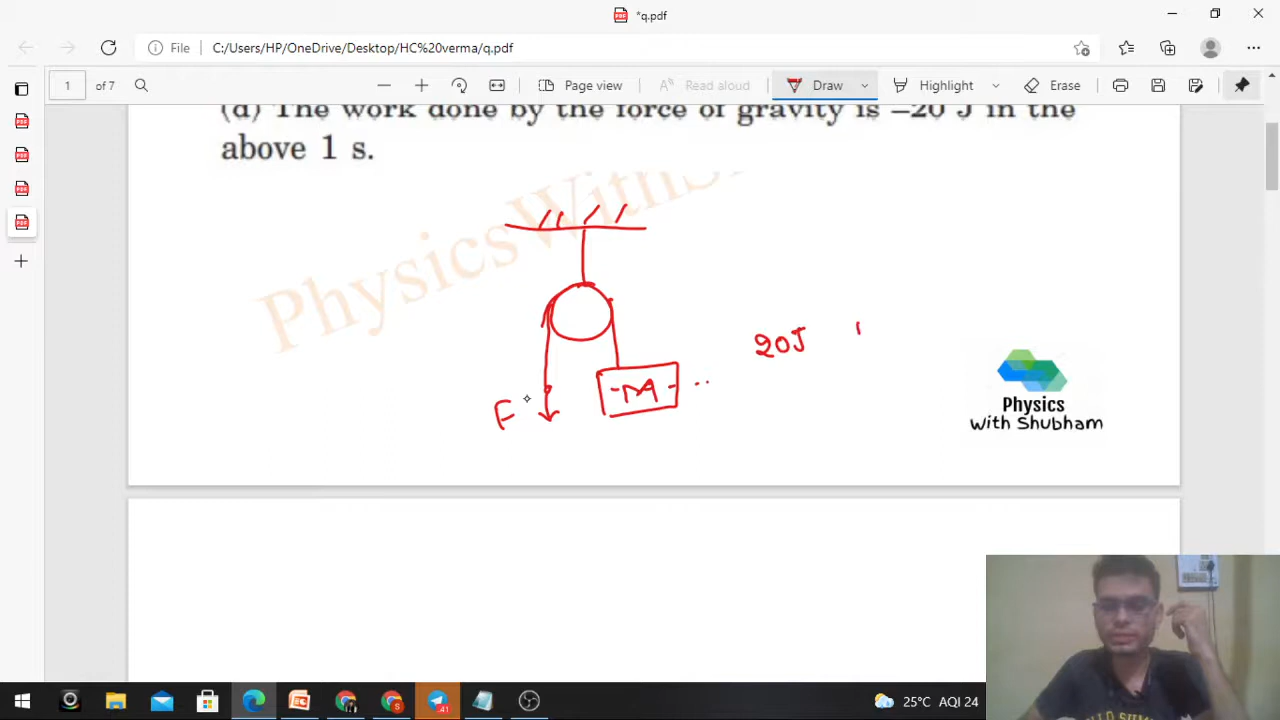 *q.pdf
File C:/Users/HP/OneDrive/Desktop/HC%20verma/q.pdf
1 of 7 Page view Read aloud Draw Highlight Erase
(d) The work done by the force of gravity is –20 J in the
above 1 s.
PhysicsWithSh
20J
M
F
Physics
With Shubham
41
25°C AQI 24